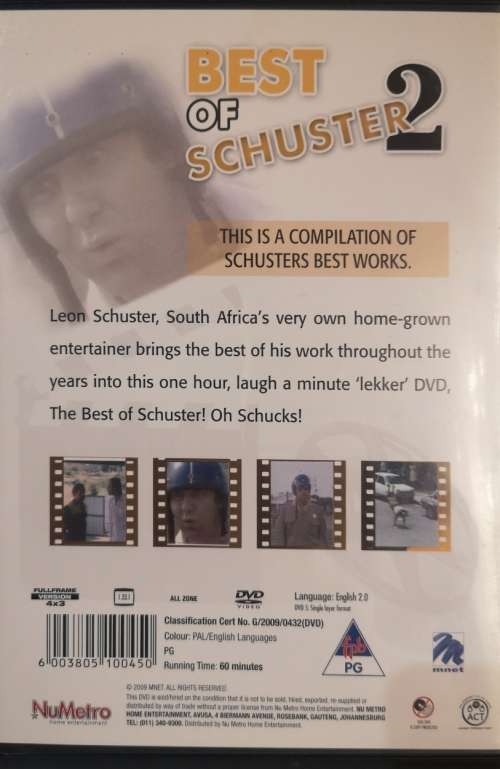 BEST
OF
SCHUSTER 2
THIS IS A COMPILATION OF
SCHUSTERS BEST WORKS.
Leon Schuster, South Africa's very own home-grown
entertainer brings the best of his work throughout the
years into this one hour, laugh a minute 'lekker' DVD,
The Best of Schuster! Oh Schucks!
FULLFRAME
VERSION
4x3
ALL ZONE
DVD
VIDEO
Language: English 2.0
DVD 5: Single layer format
Classification Cert No. G/2009/0432(DVD)
Colour: PAL/English Languages
PG
Running Time: 60 minutes
6 003805 100450
fpb
PG
mnet
NuMetro
home entertainment
© 2009 MNET. ALL RIGHTS RESERVED.
This DVD is sold/hired on the condition that it is not to be sold, hired, exported, re-supplied or
distributed by way of trade without a proper license from Nu Metro Home Entertainment. NU METRO
HOME ENTERTAINMENT, AVUSA, 4 BIERMANN AVENUE, ROSEBANK, GAUTENG, JOHANNESBURG
TEL: (011) 340-9300. Distributed by Nu Metro Home Entertainment.
ACT